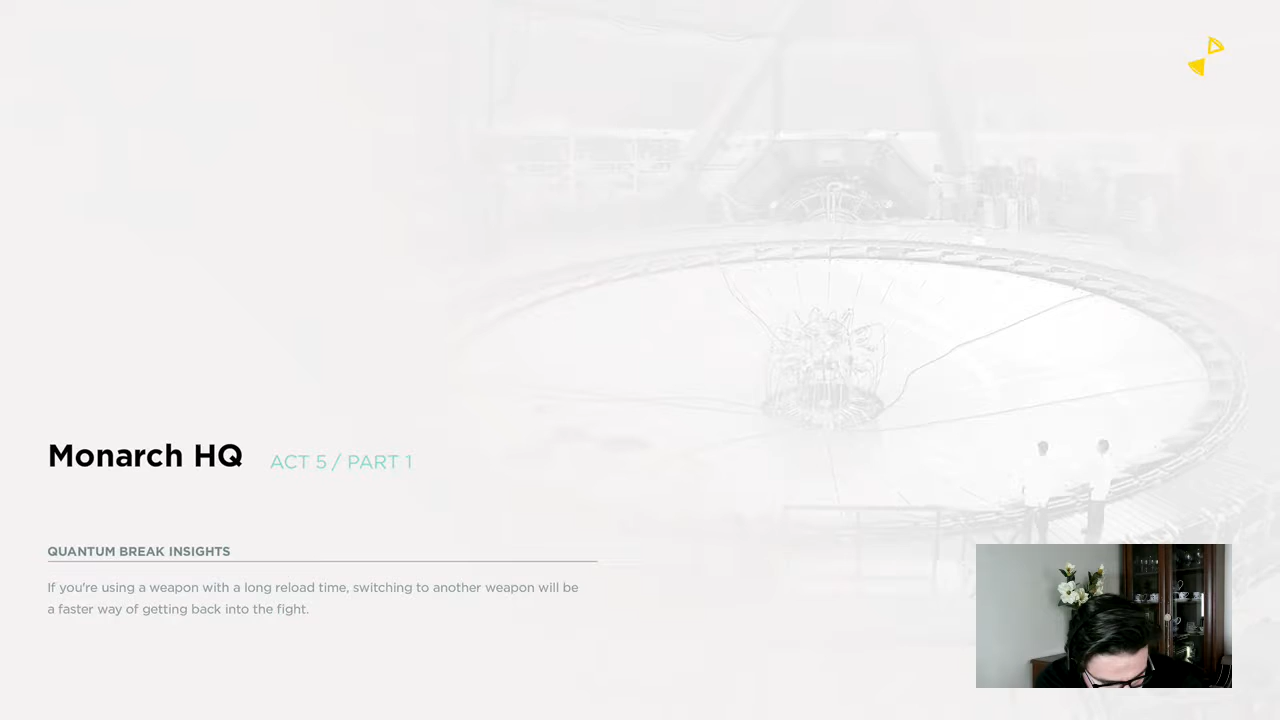 Monarch HQ ACT 5 / PART 1
QUANTUM BREAK INSIGHTS
If you're using a weapon with a long reload time, switching to another weapon will be
a faster way of getting back into the fight.